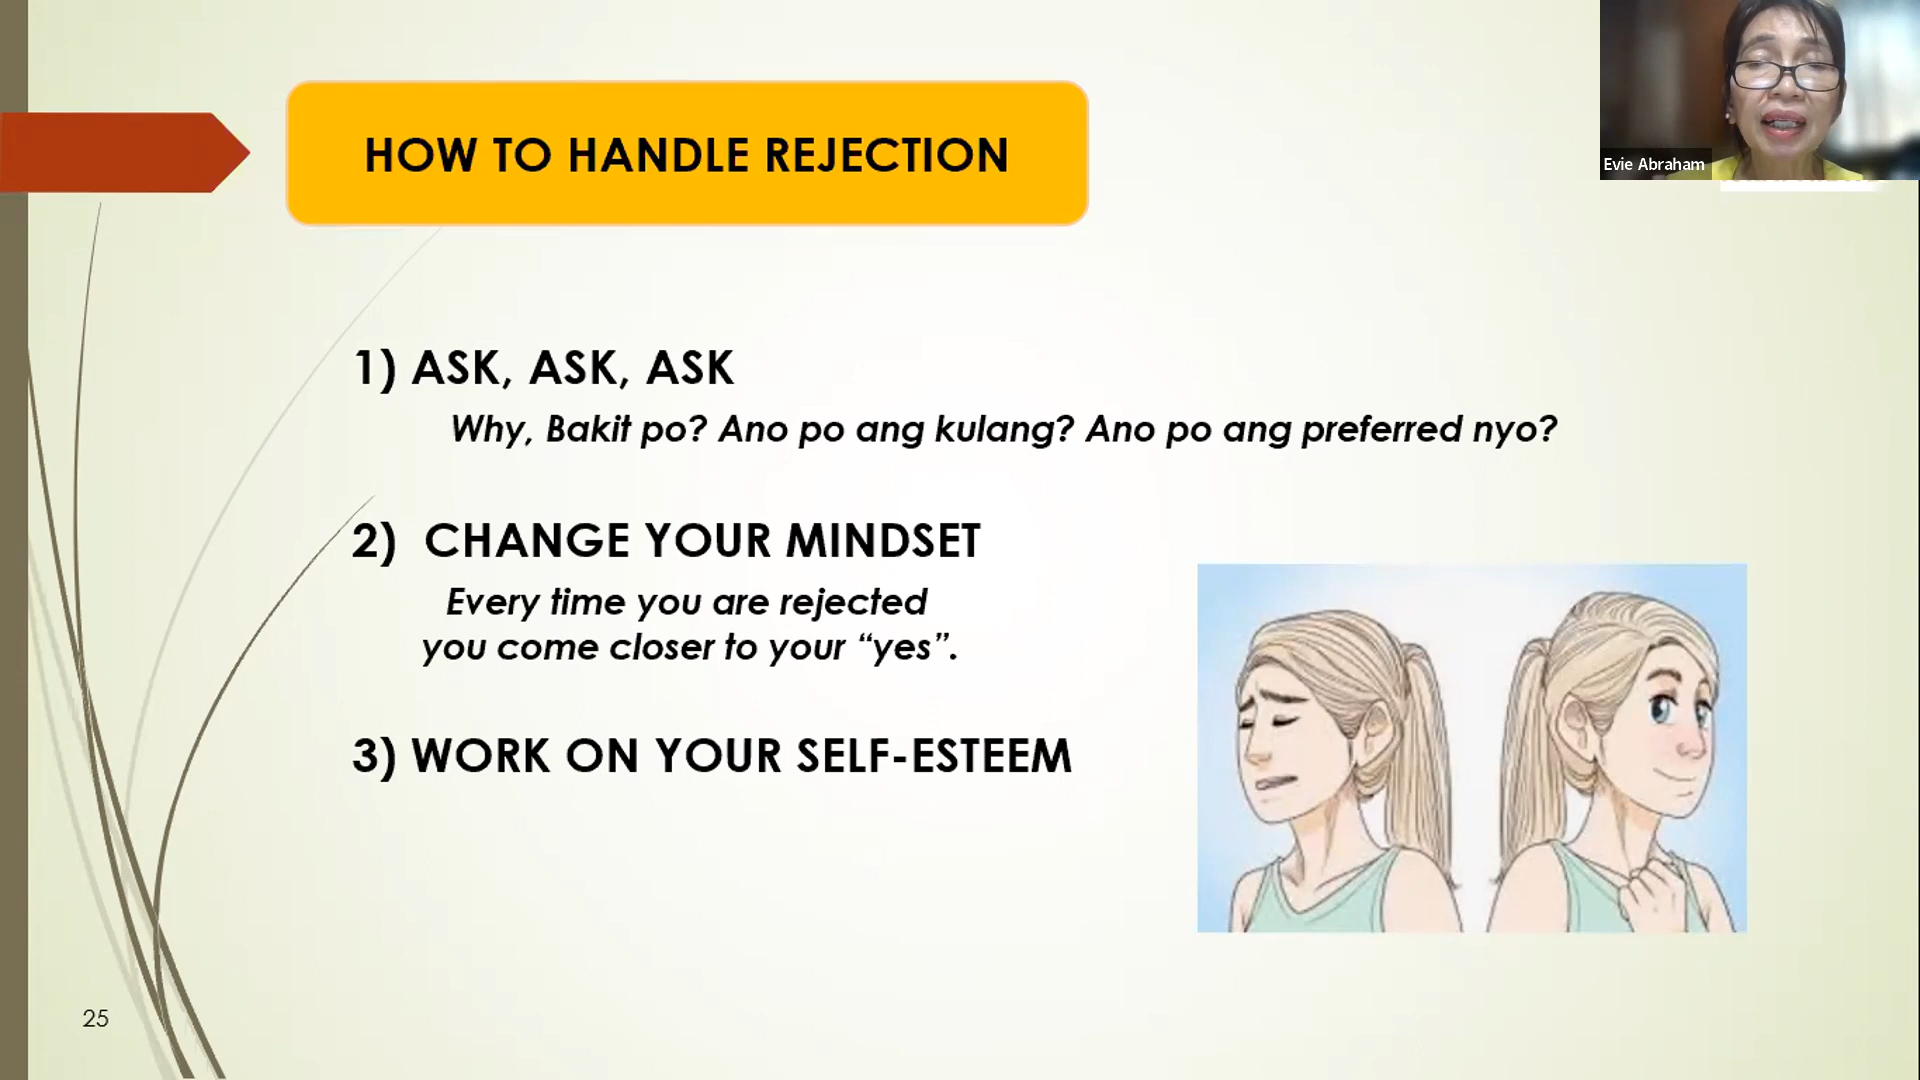 HOW TO HANDLE REJECTION
Evie Abraham
1) ASK, ASK, ASK
Why, Bakit po? Ano po ang kulang? Ano po ang preferred nyo?
2) CHANGE YOUR MINDSET
Every time you are rejected
you come closer to your “yes”.
3) WORK ON YOUR SELF-ESTEEM
25